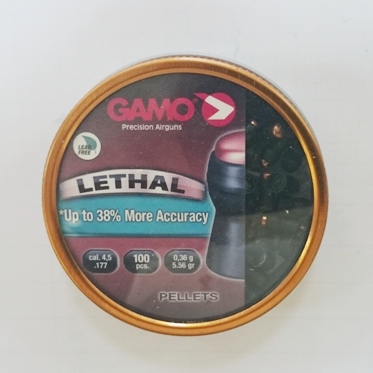 GAMO
Precision Airguns
LEAD
FREE
LETHAL
*Up to 38% More Accuracy
cal. 4,5
.177
100
pcs.
0,36 g
5.56 gr
PELLETS